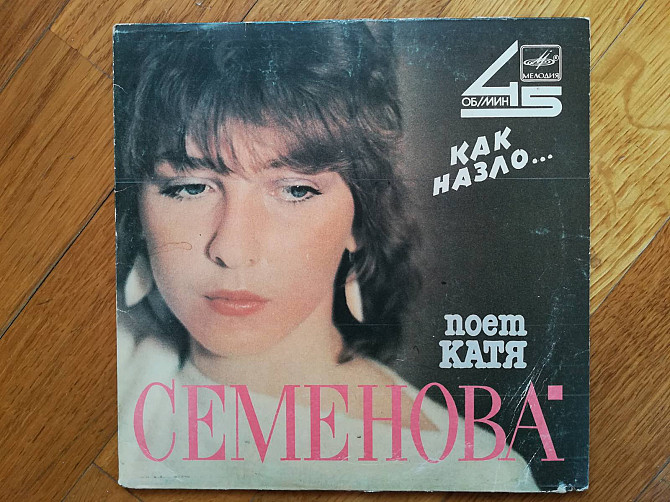 45
ОБ/МИН
МЕЛОДИЯ
КАК
НАЗЛО...
поет
КАТЯ
СЕМЕНОВА